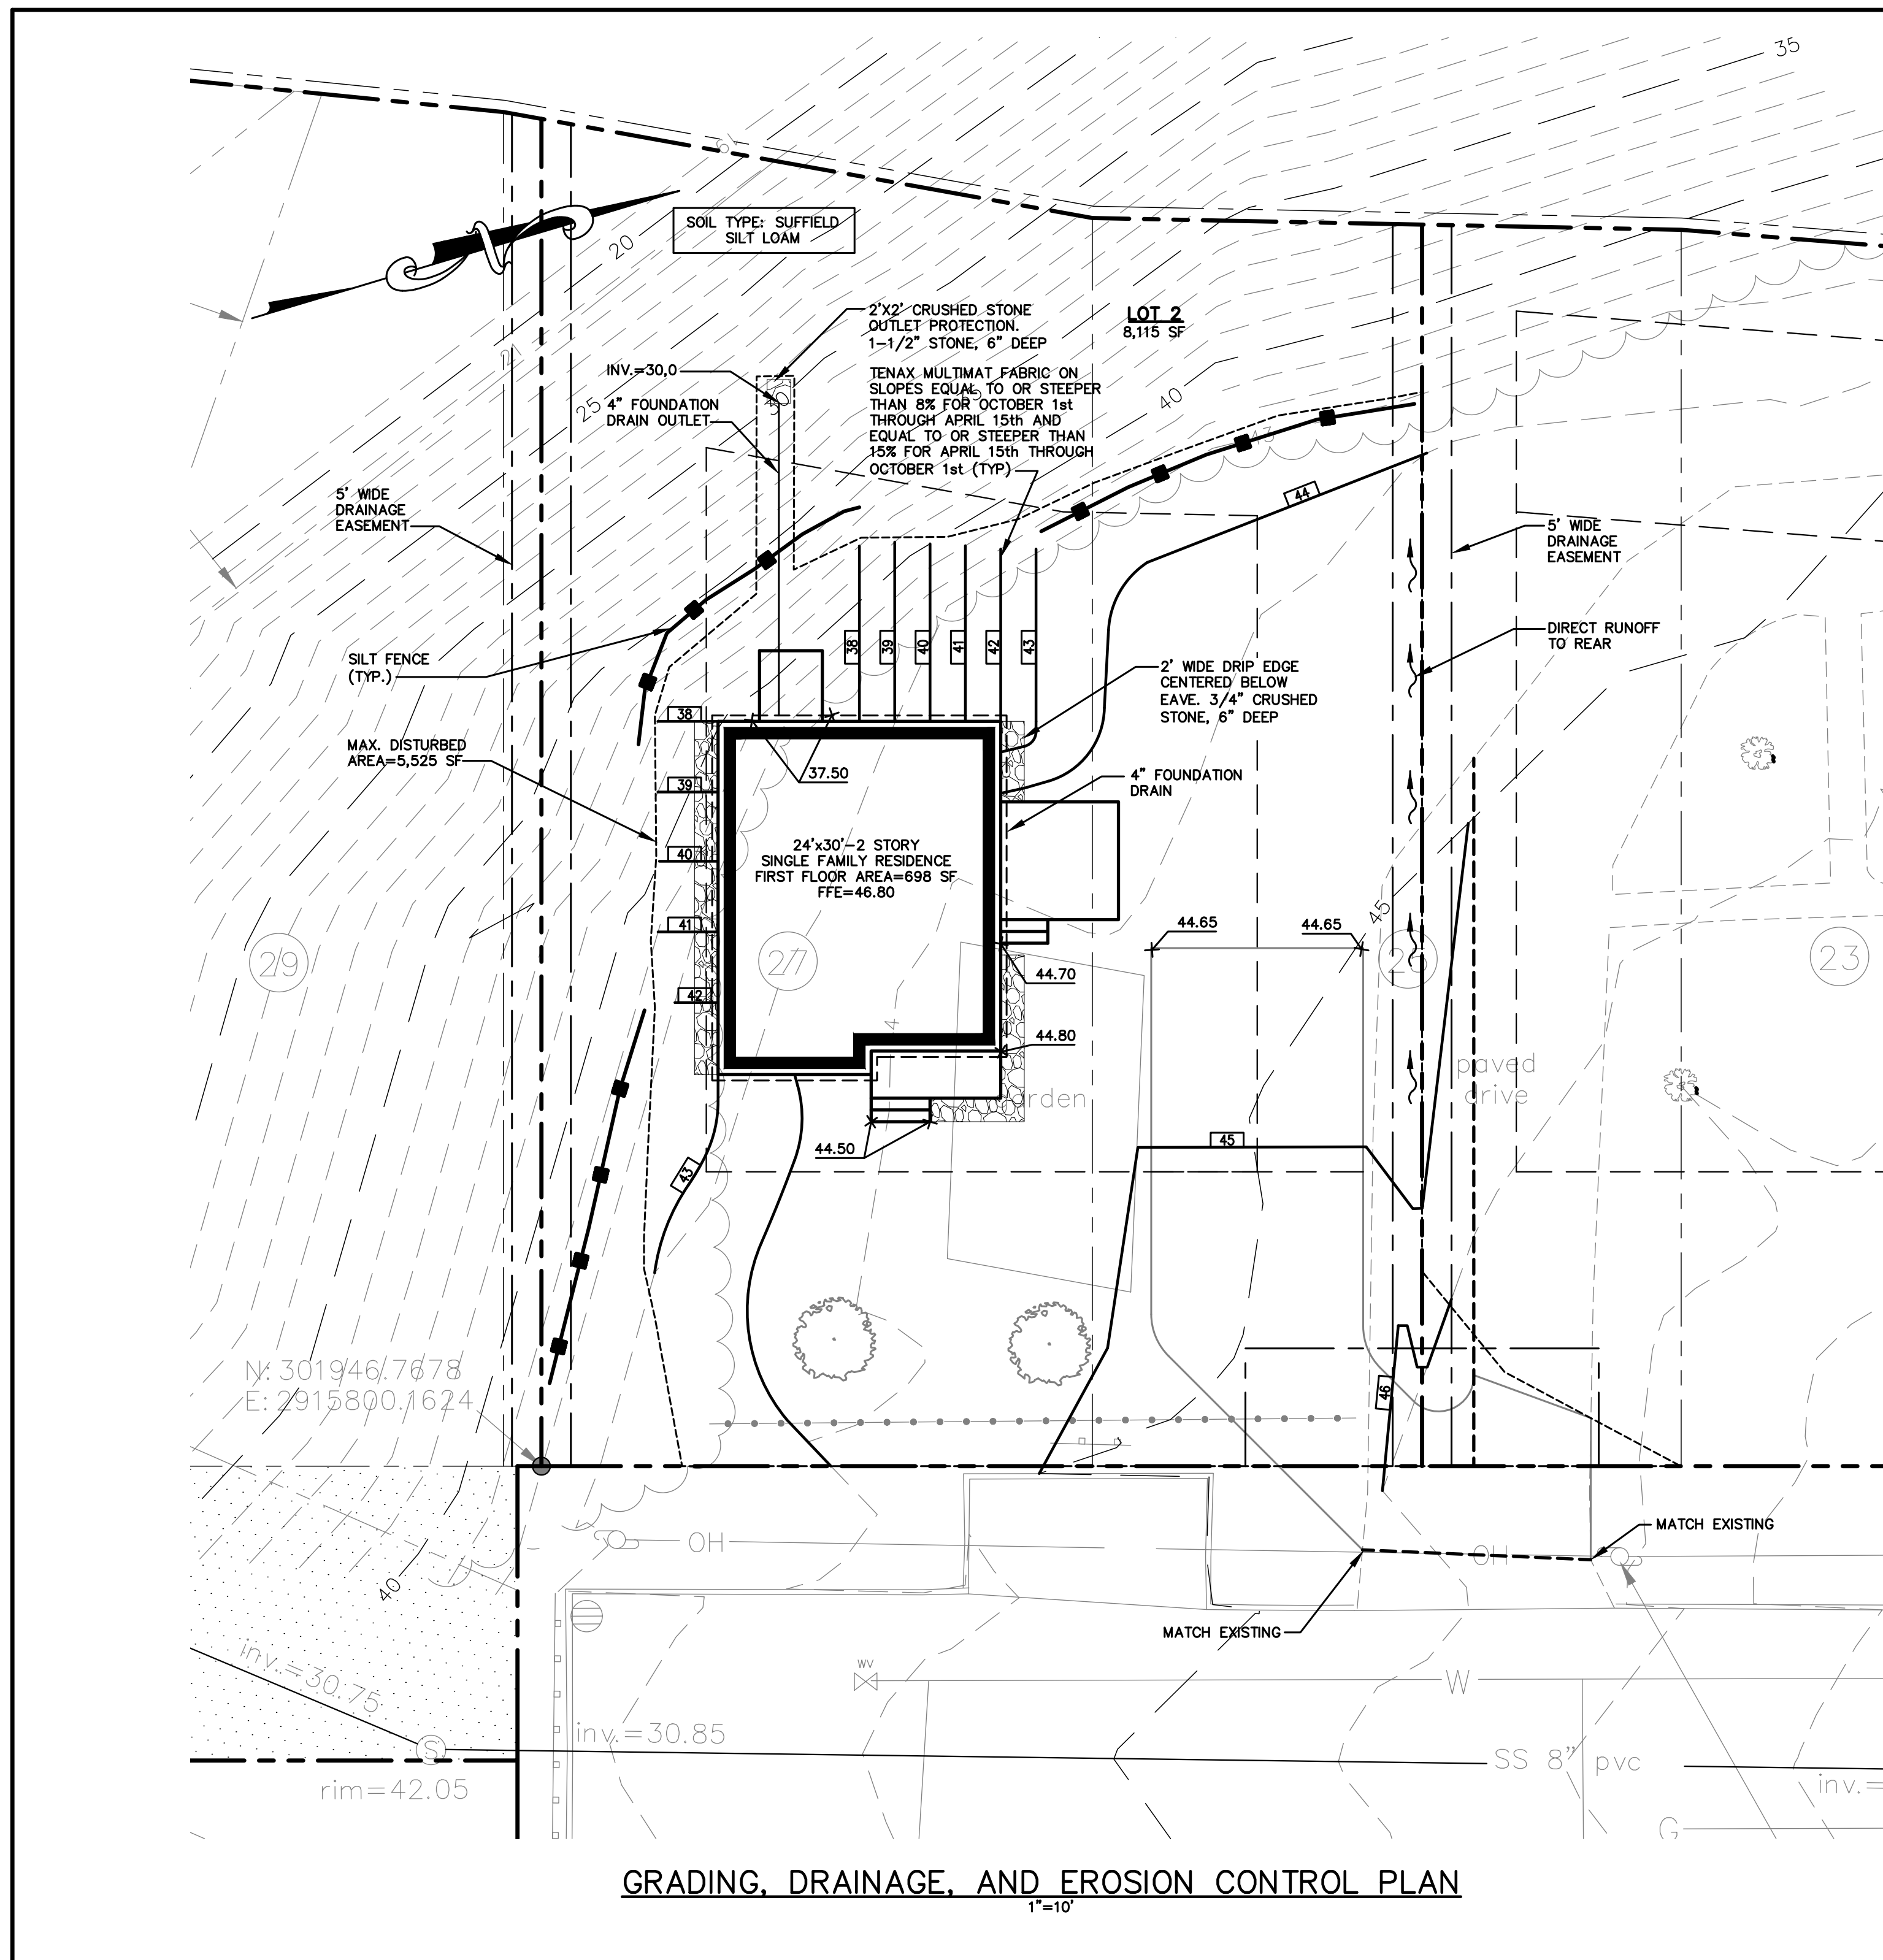 35
15
SOIL TYPE: SUFFIELD
SILT LOAM
N
20
2'X2' CRUSHED STONE
OUTLET PROTECTION.
1-1/2" STONE, 6" DEEP
LOT 2
8,115 SF
INV.=30,0
25
4" FOUNDATION
DRAIN OUTLET
30
TENAX MULTIMAT FABRIC ON
SLOPES EQUAL TO OR STEEPER
THAN 8% FOR OCTOBER 1st
THROUGH APRIL 15th AND
EQUAL TO OR STEEPER THAN
15% FOR APRIL 15th THROUGH
OCTOBER 1st (TYP)
40
43
44
5' WIDE
DRAINAGE
EASEMENT
5' WIDE
DRAINAGE
EASEMENT
DIRECT RUNOFF
TO REAR
SILT FENCE
(TYP.)
38
39
40
41
42
43
2' WIDE DRIP EDGE
CENTERED BELOW
EAVE. 3/4" CRUSHED
STONE, 6" DEEP
38
MAX. DISTURBED
AREA=5,525 SF
37.50
4" FOUNDATION
DRAIN
39
40
41
42
24'x30'-2 STORY
SINGLE FAMILY RESIDENCE
FIRST FLOOR AREA=698 SF
FFE=46.80
44.65
44.65
45
29
27
23
44.70
44.80
paved
drive
44.50
45
43
46
N: 301946.7678
E: 2915800.1624
OH
OH
MATCH EXISTING
MATCH EXISTING
40
inv.=30.75
WV
W
S
inv.=30.85
SS 8" pvc
rim=42.05
inv.=
G
GRADING, DRAINAGE, AND EROSION CONTROL PLAN
1"=10'